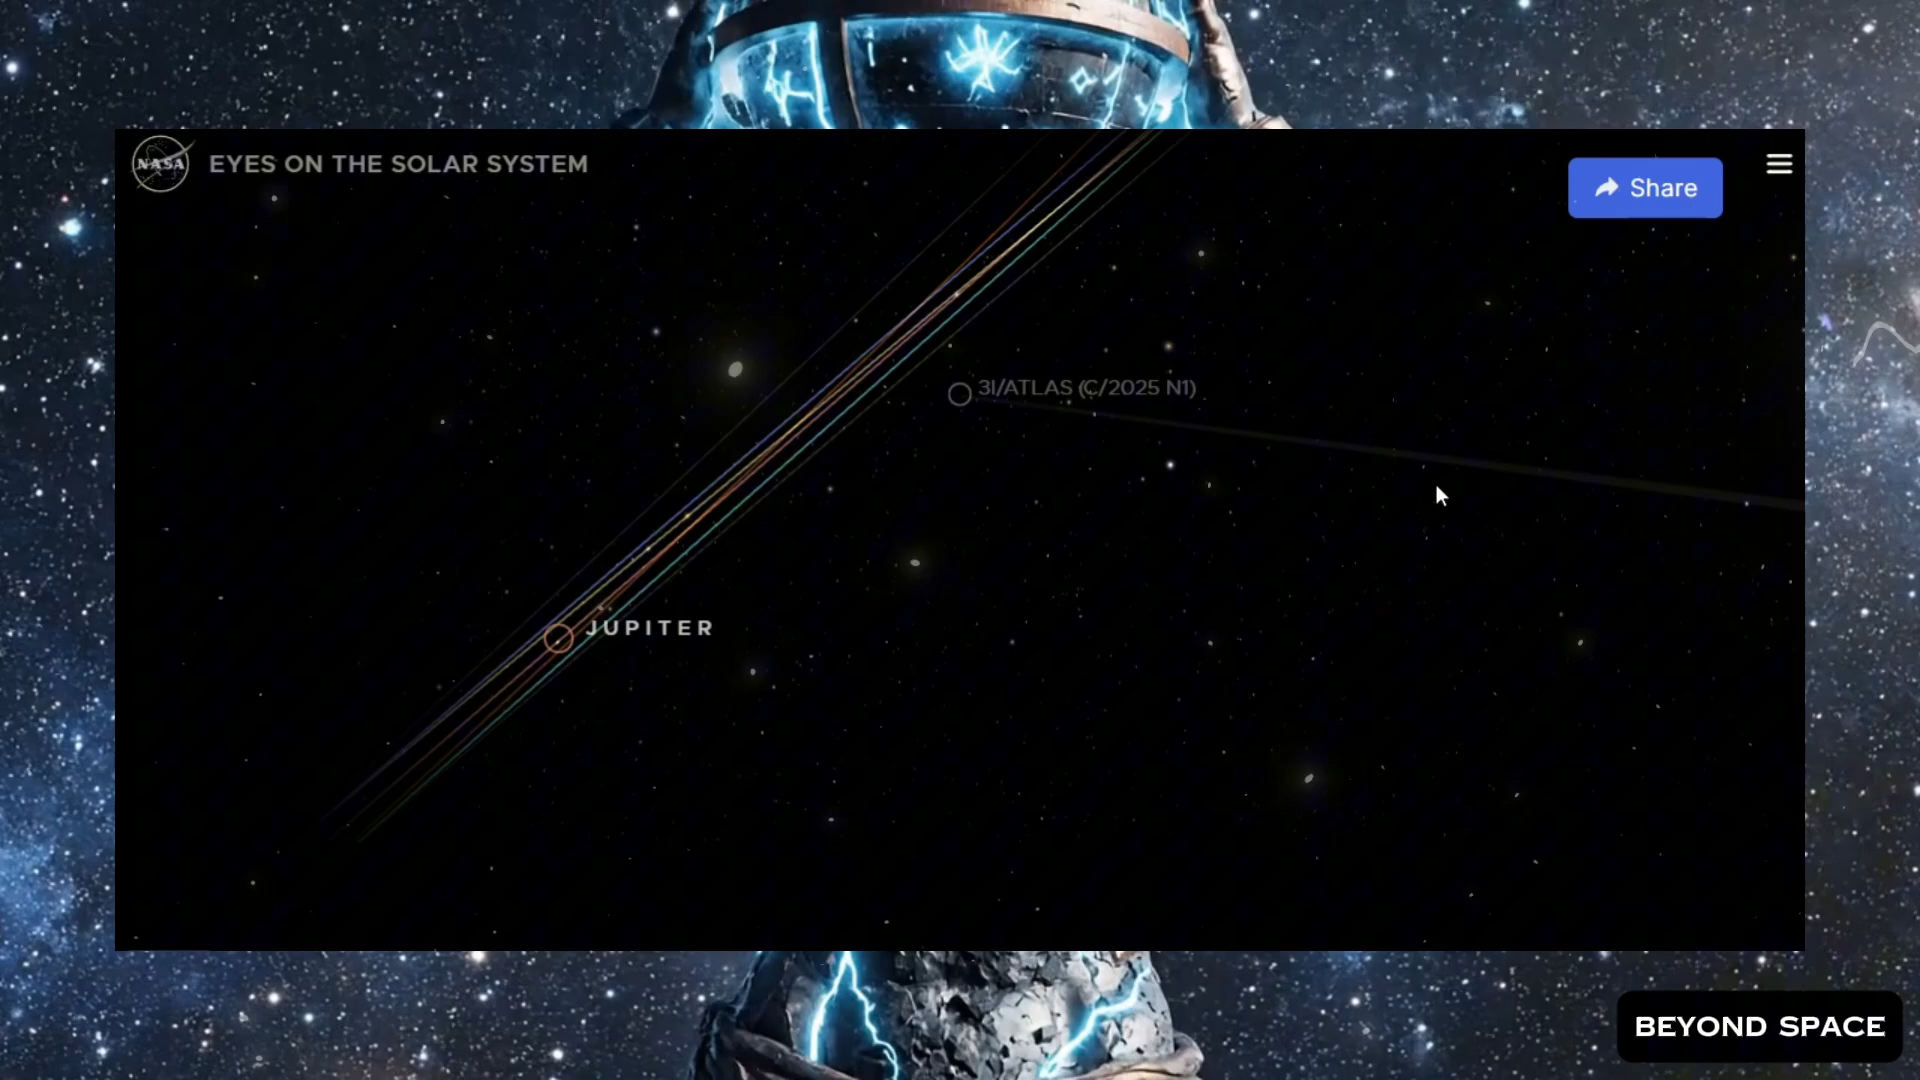 NASA
EYES ON THE SOLAR SYSTEM
Share
3I/ATLAS (C/2025 N1)
JUPITER
BEYOND SPACE